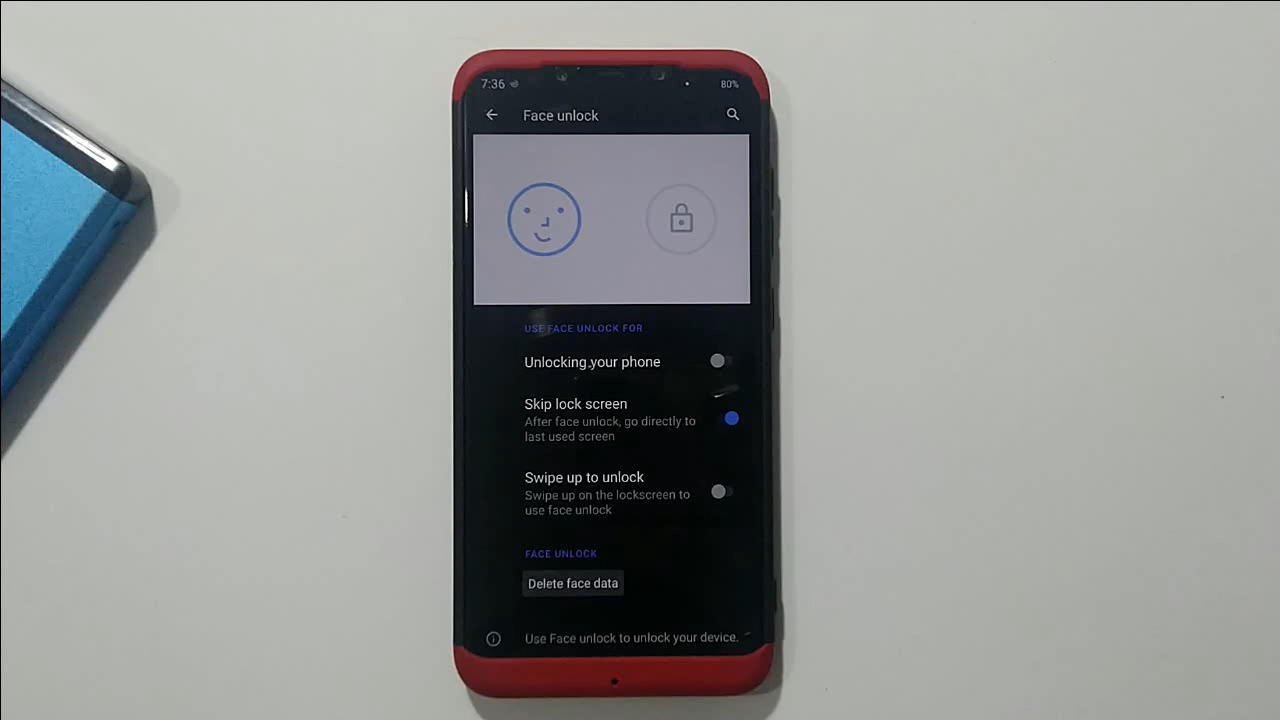 7:36
80%
Face unlock
USE FACE UNLOCK FOR
Unlocking your phone
Skip lock screen
After face unlock, go directly to
last used screen
Swipe up to unlock
Swipe up on the lockscreen to
use face unlock
FACE UNLOCK
Delete face data
Use Face unlock to unlock your device.